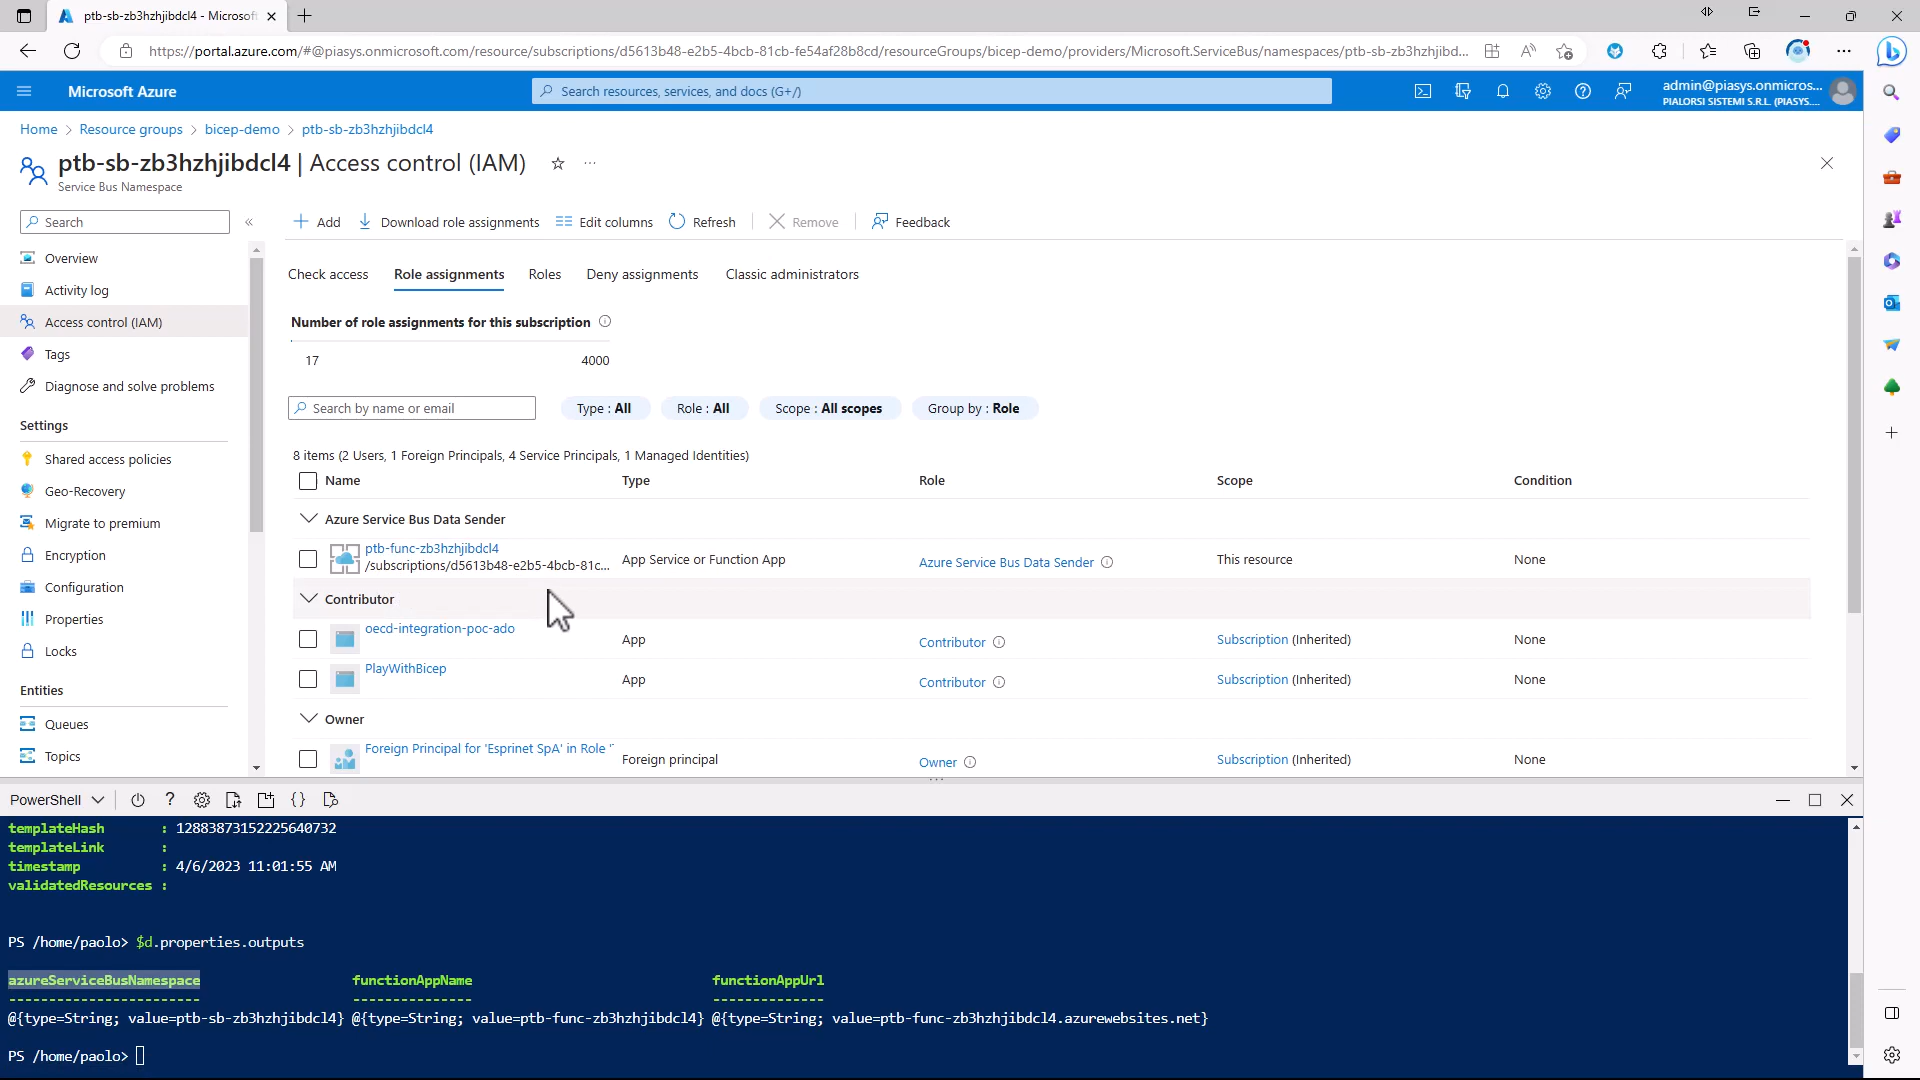 ptb-sb-zb3hzhjibdcl4 - Microsof
https://portal.azure.com/#@piasys.onmicrosoft.com/resource/subscriptions/d5613b48-e2b5-4bcb-81cb-fe54af28b8cd/resourceGroups/bicep-demo/providers/Microsoft.ServiceBus/namespaces/ptb-sb-zb3hzhjibd...
Microsoft Azure
Search resources, services, and docs (G+/)
admin@piasys.onmicros...
PIALORSI SISTEMI S.R.L. (PIASYS....
Home > Resource groups > bicep-demo > ptb-sb-zb3hzhjibdcl4
ptb-sb-zb3hzhjibdcl4 | Access control (IAM)
Service Bus Namespace
Search
Add Download role assignments Edit columns Refresh Remove Feedback
Overview
Activity log
Access control (IAM)
Tags
Diagnose and solve problems
Settings
Shared access policies
Geo-Recovery
Migrate to premium
Encryption
Configuration
Properties
Locks
Entities
Queues
Topics
Check access Role assignments Roles Deny assignments Classic administrators
Number of role assignments for this subscription
17 4000
Search by name or email Type : All Role : All Scope : All scopes Group by : Role
8 items (2 Users, 1 Foreign Principals, 4 Service Principals, 1 Managed Identities)
Name Type Role Scope Condition
Azure Service Bus Data Sender
ptb-func-zb3hzhjibdcl4
/subscriptions/d5613b48-e2b5-4bcb-81c... App Service or Function App Azure Service Bus Data Sender This resource None
Contributor
oecd-integration-poc-ado App Contributor Subscription (Inherited) None
PlayWithBicep App Contributor Subscription (Inherited) None
Owner
Foreign Principal for 'Esprinet SpA' in Role ' Foreign principal Owner Subscription (Inherited) None
PowerShell
templateHash : 12883873152225640732
templateLink :
timestamp : 4/6/2023 11:01:55 AM
validatedResources :
PS /home/paolo> $d.properties.outputs
azureServiceBusNamespace functionAppName functionAppUrl
------------------------ --------------- --------------
@{type=String; value=ptb-sb-zb3hzhjibdcl4} @{type=String; value=ptb-func-zb3hzhjibdcl4} @{type=String; value=ptb-func-zb3hzhjibdcl4.azurewebsites.net}
PS /home/paolo>